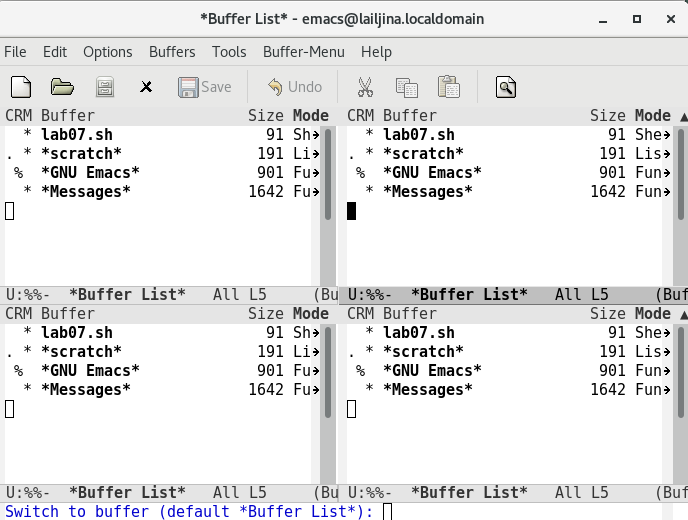 *Buffer List* - emacs@lailjina.localdomain
File Edit Options Buffers Tools Buffer-Menu Help
Save Undo
CRM Buffer Size Mode
* lab07.sh 91 Sh
. * *scratch* 191 Li
% *GNU Emacs* 901 Fu
* *Messages* 1642 Fu
U:%%- *Buffer List* All L5 (Bu
CRM Buffer Size Mode
* lab07.sh 91 She
. * *scratch* 191 Lis
% *GNU Emacs* 901 Fun
* *Messages* 1642 Fun
U:%%- *Buffer List* All L5 (Buf
CRM Buffer Size Mode
* lab07.sh 91 Sh
. * *scratch* 191 Li
% *GNU Emacs* 901 Fu
* *Messages* 1642 Fu
U:%%- *Buffer List* All L5 (Bu
CRM Buffer Size Mode
* lab07.sh 91 She
. * *scratch* 191 Lis
% *GNU Emacs* 901 Fun
* *Messages* 1642 Fun
U:%%- *Buffer List* All L5 (Buf
Switch to buffer (default *Buffer List*):